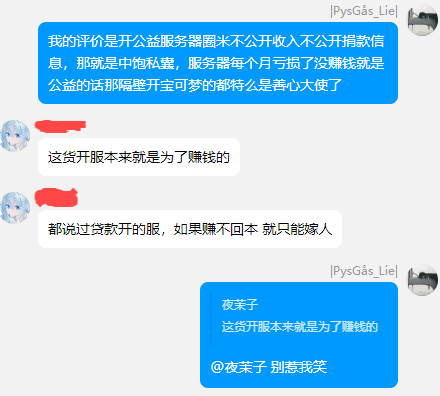 |PysGås_Lie|
我的评价是开公益服务器圈米不公开收入不公开捐款信
息，那就是中饱私囊，服务器每个月亏损了没赚钱就是
公益的话那隔壁开宝可梦的都特么是善心大使了
这货开服本来就是为了赚钱的
都说过贷款开的服，如果赚不回本 就只能嫁人
|PysGås_Lie|
夜茉子
这货开服本来就是为了赚钱的
@夜茉子 别惹我笑